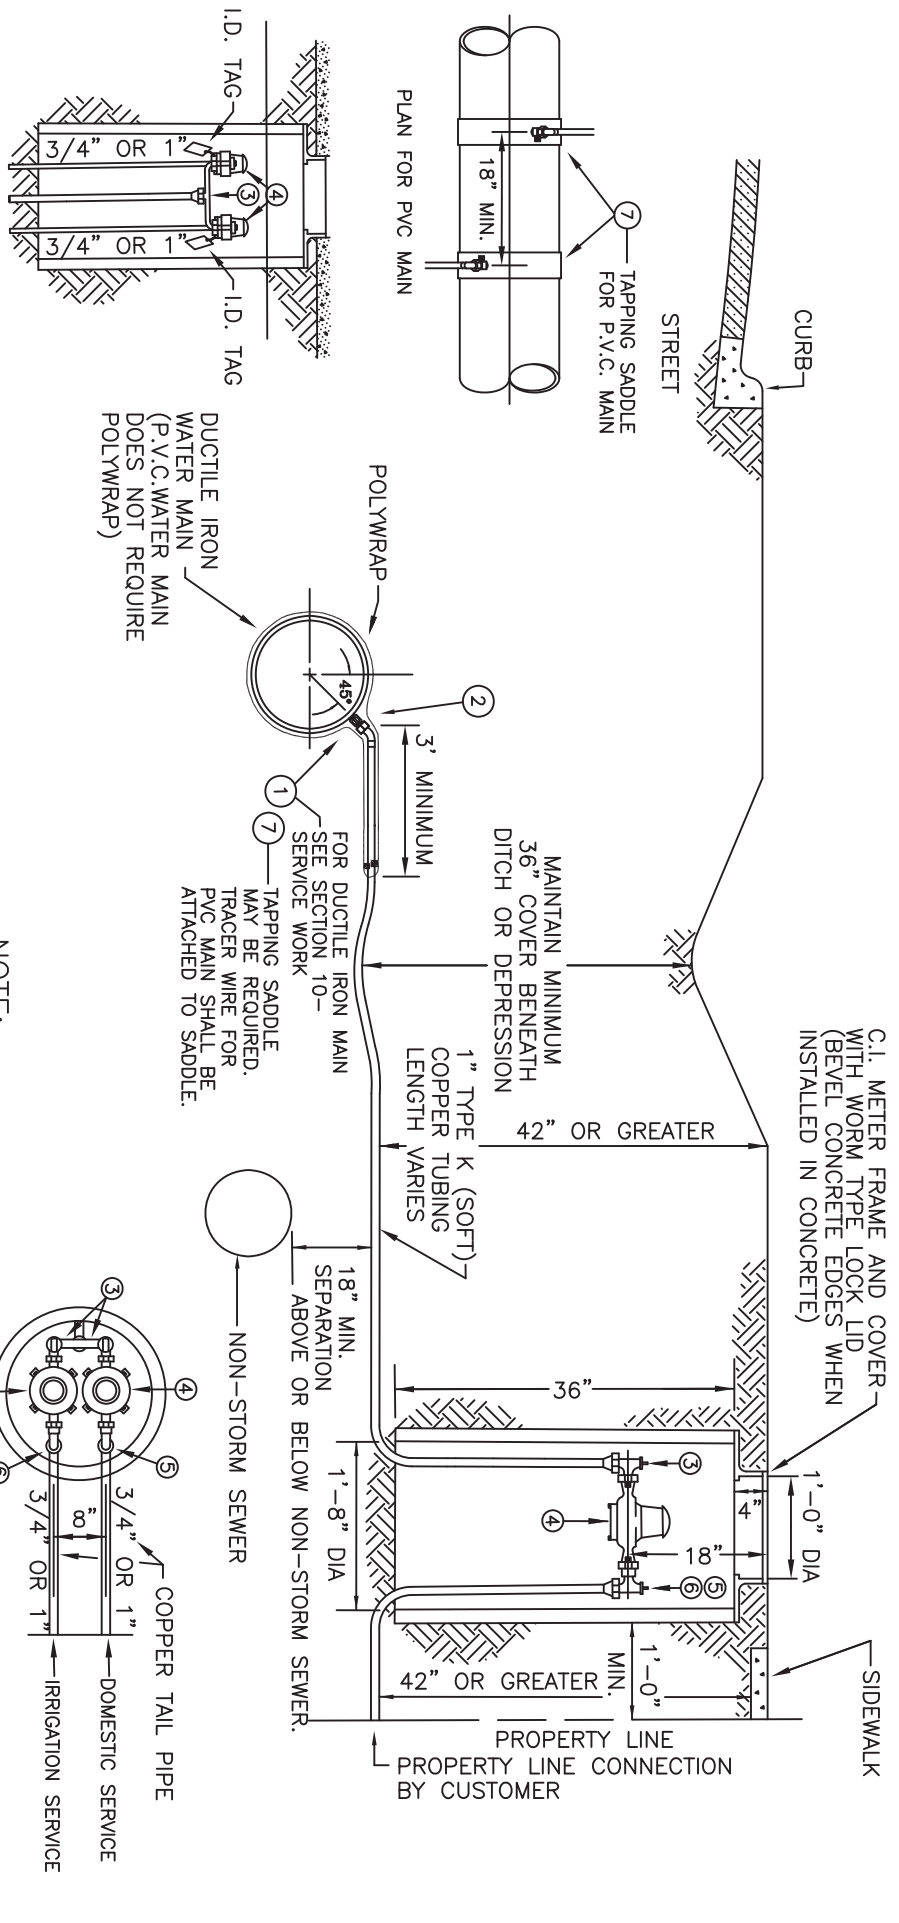 C.I. METER FRAME AND COVER
WITH WORM TYPE LOCK LID
(BEVEL CONCRETE EDGES WHEN
INSTALLED IN CONCRETE)
SIDEWALK
CURB
STREET
1'-0" DIA
4"
18"
36"
42" OR GREATER
MAINTAIN MINIMUM
36" COVER BENEATH
DITCH OR DEPRESSION
3
4
5
6
1'-0"
MIN.
42" OR GREATER
PROPERTY LINE
PROPERTY LINE CONNECTION
BY CUSTOMER
1'-8" DIA
1" TYPE K (SOFT)
COPPER TUBING
LENGTH VARIES
18" MIN.
SEPARATION
ABOVE OR BELOW NON-STORM SEWER.
NON-STORM SEWER
7
TAPPING SADDLE
FOR P.V.C. MAIN
18" MIN.
PLAN FOR PVC MAIN
POLYWRAP
2
3' MINIMUM
45°
1
FOR DUCTILE IRON MAIN
SEE SECTION 10-
SERVICE WORK
7
TAPPING SADDLE
MAY BE REQUIRED.
TRACER WIRE FOR
PVC MAIN SHALL BE
ATTACHED TO SADDLE.
DUCTILE IRON
WATER MAIN
(P.V.C.WATER MAIN
DOES NOT REQUIRE
POLYWRAP)
I.D. TAG
3/4" OR 1"
3
4
3/4" OR 1"
I.D. TAG
3
4
5
3/4" OR 1"
8"
3/4" OR 1"
COPPER TAIL PIPE
DOMESTIC SERVICE
IRRIGATION SERVICE
NOTE: